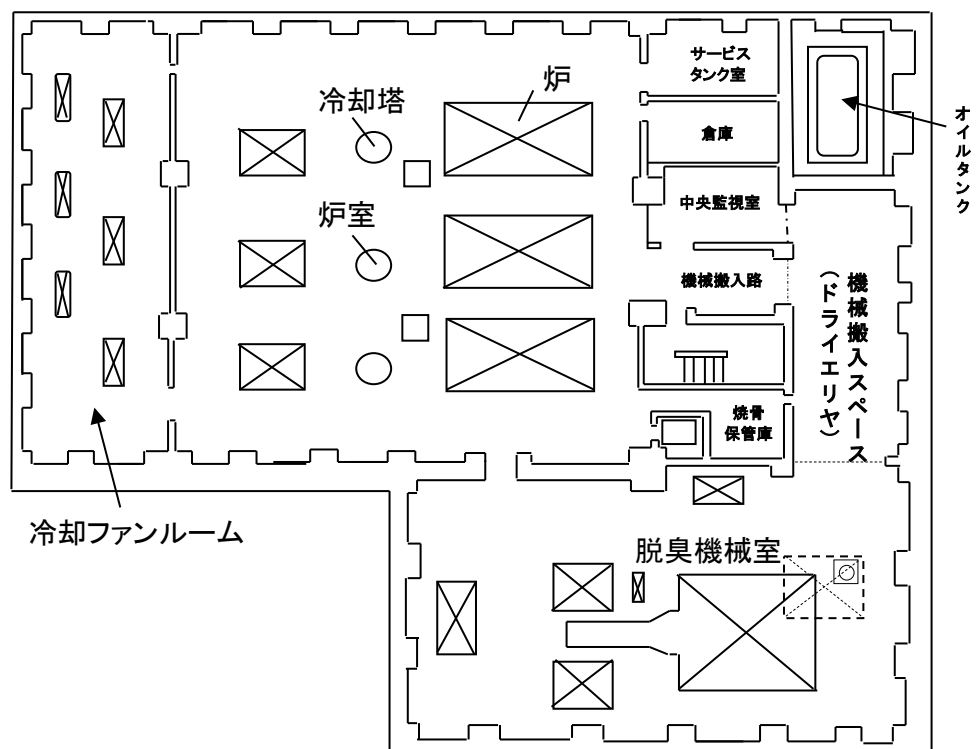 サービス
タンク室
炉
冷却塔
倉庫
オイルタンク
中央監視室
炉室
機械搬入路
機械搬入スペース
（ドライエリヤ）
焼骨
保管庫
冷却ファンルーム
脱臭機械室